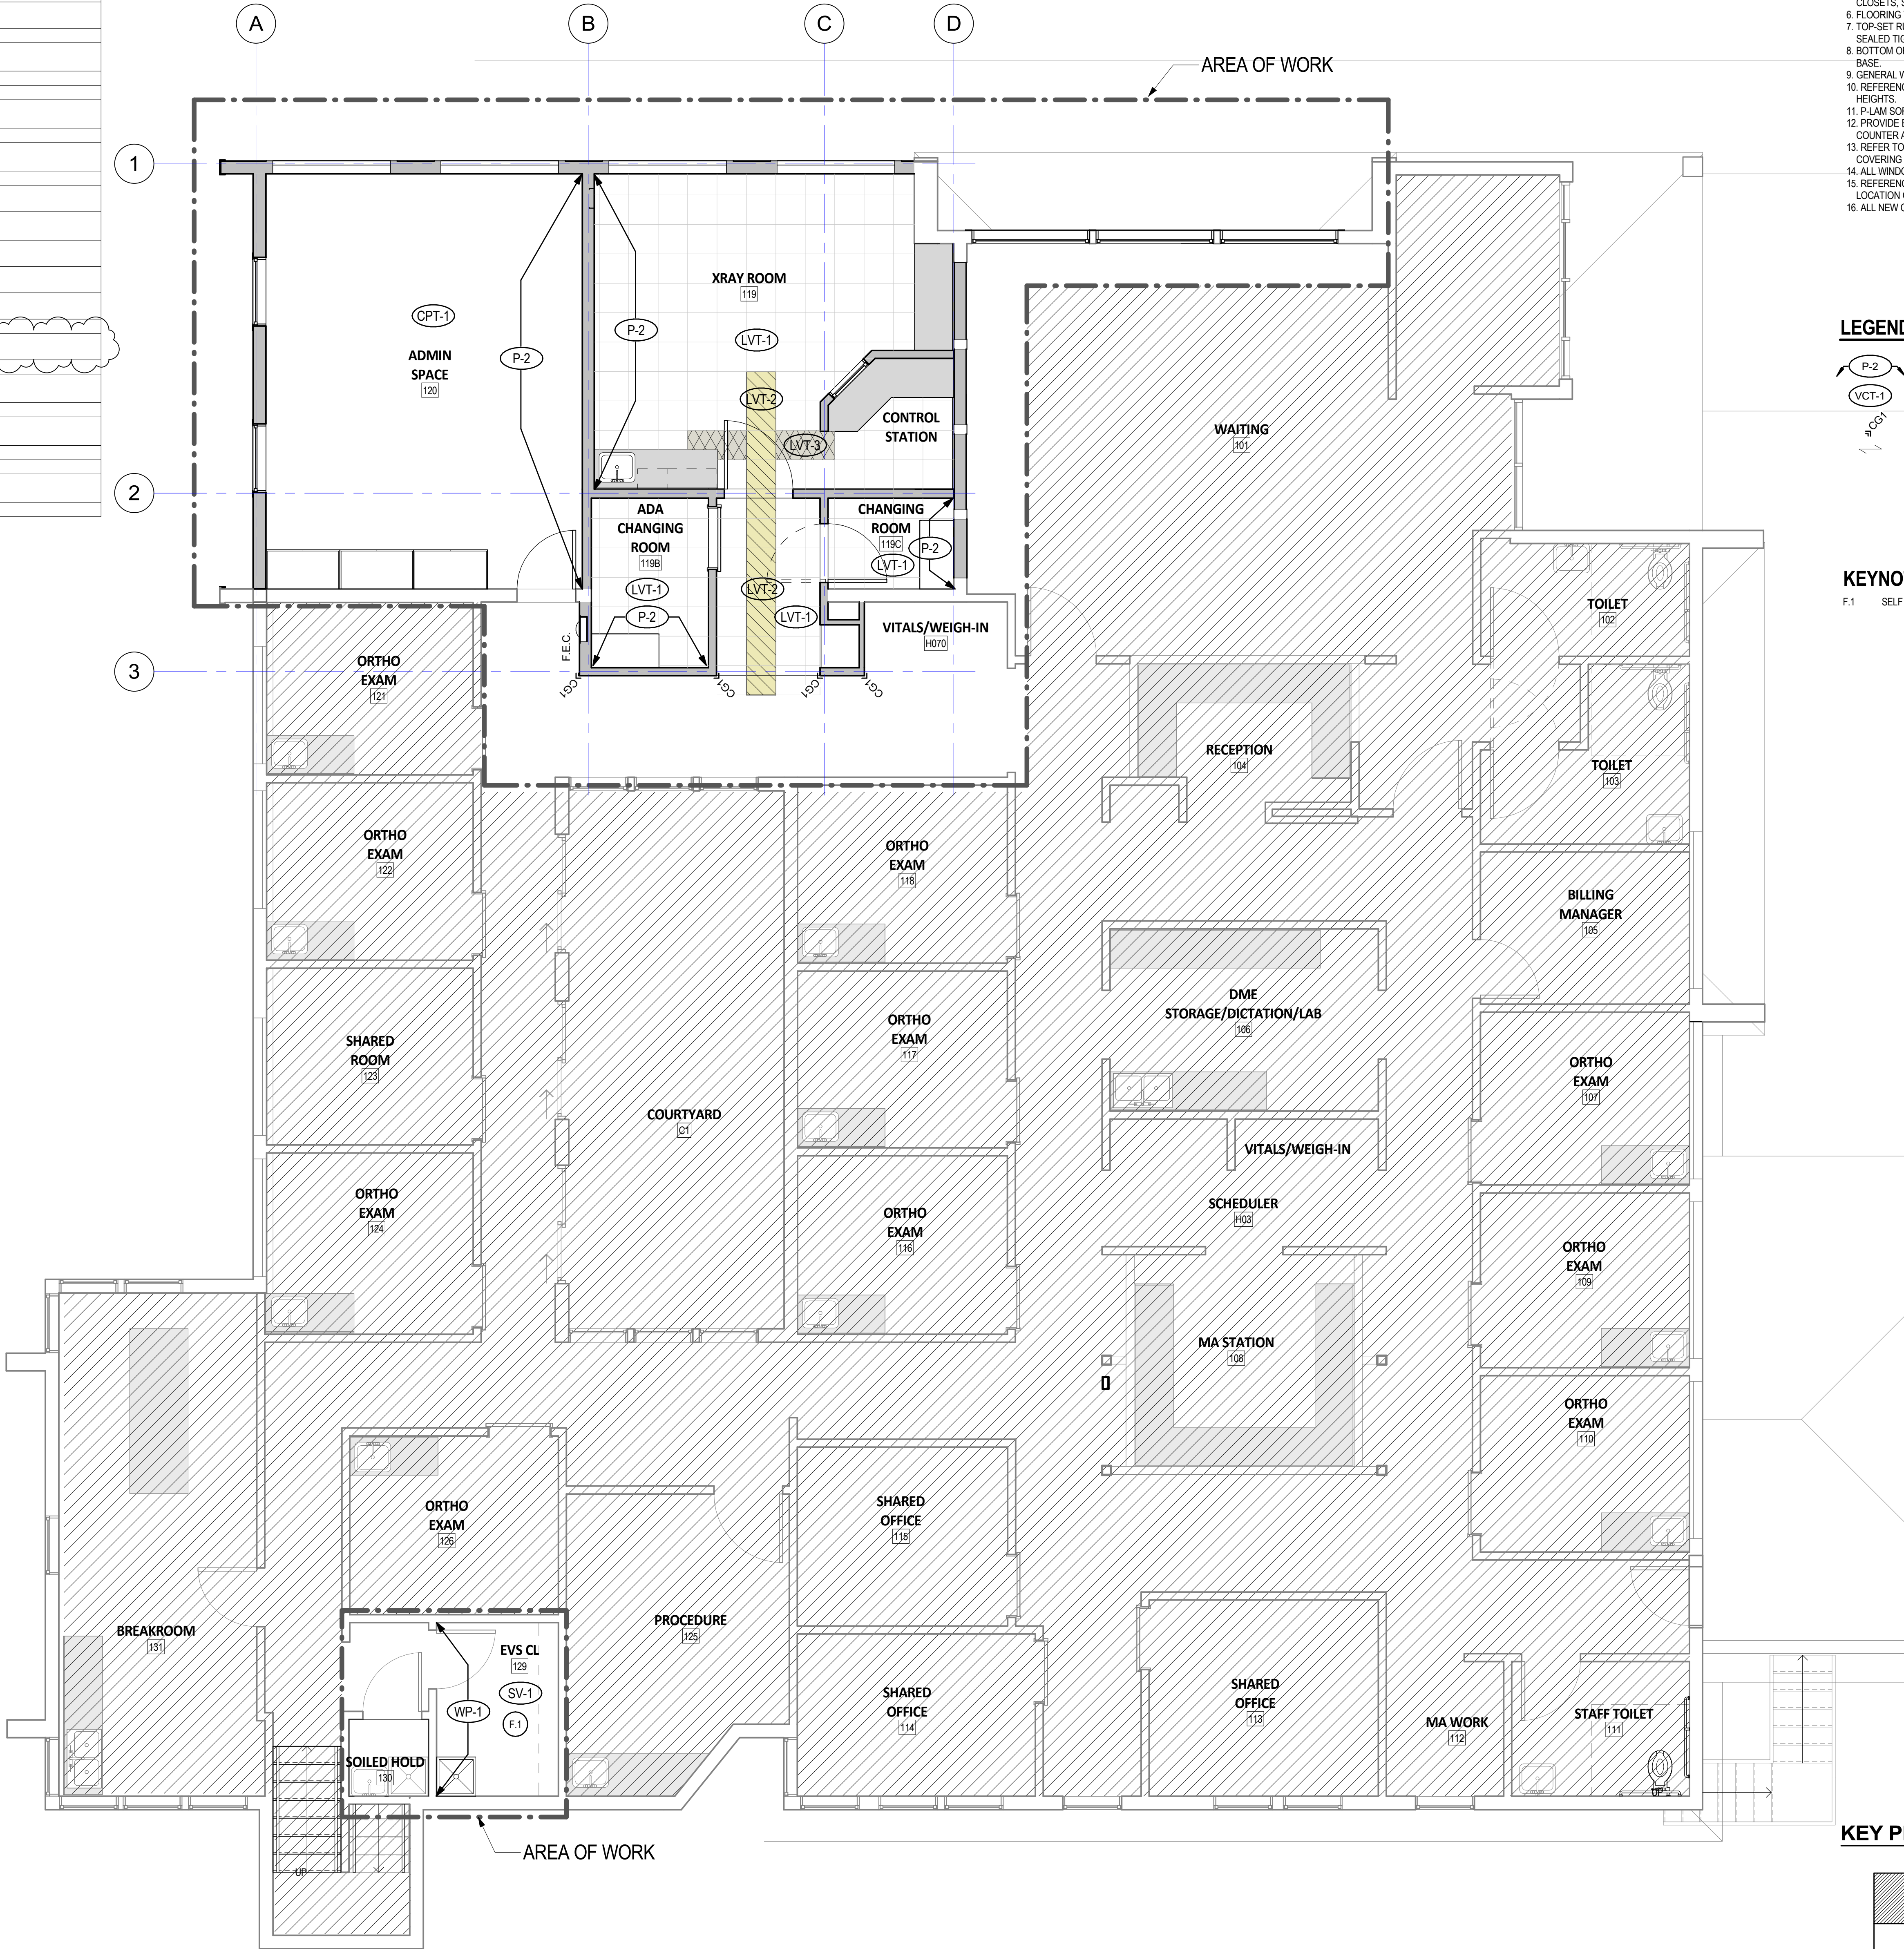 A
B
C
D
AREA OF WORK
1
2
3
CLOSETS, S
6. FLOORING
7. TOP-SET RU
SEALED TIG
8. BOTTOM OF
BASE.
9. GENERAL W
10. REFERENC
HEIGHTS.
11. P-LAM SOF
12. PROVIDE E
COUNTER A
13. REFER TO
COVERING
14. ALL WINDO
15. REFERENC
LOCATION O
16. ALL NEW C
LEGEND
P-2
VCT-1
CG1
KEYNO
F.1 SELF
XRAY ROOM
119
CPT-1
P-2
P-2
LVT-1
ADMIN
SPACE
120
LVT-2
LVT-3
CONTROL
STATION
WAITING
101
ADA
CHANGING
ROOM
119B
CHANGING
ROOM
119C
P-2
LVT-1
LVT-1
LVT-2
LVT-1
P-2
F.E.C.
VITALS/WEIGH-IN
H070
CG1
CG1
CG1
CG1
TOILET
102
ORTHO
EXAM
121
RECEPTION
104
TOILET
103
ORTHO
EXAM
122
ORTHO
EXAM
118
BILLING
MANAGER
105
DME
STORAGE/DICTATION/LAB
106
SHARED
ROOM
123
ORTHO
EXAM
117
ORTHO
EXAM
107
COURTYARD
C1
VITALS/WEIGH-IN
ORTHO
EXAM
124
ORTHO
EXAM
116
SCHEDULER
H03
ORTHO
EXAM
109
MA STATION
108
ORTHO
EXAM
110
ORTHO
EXAM
126
SHARED
OFFICE
115
BREAKROOM
131
PROCEDURE
125
EVS CL
129
SV-1
WP-1
F.1
SOILED HOLD
130
SHARED
OFFICE
114
SHARED
OFFICE
113
MA WORK
112
STAFF TOILET
111
UP
UP
AREA OF WORK
KEY P